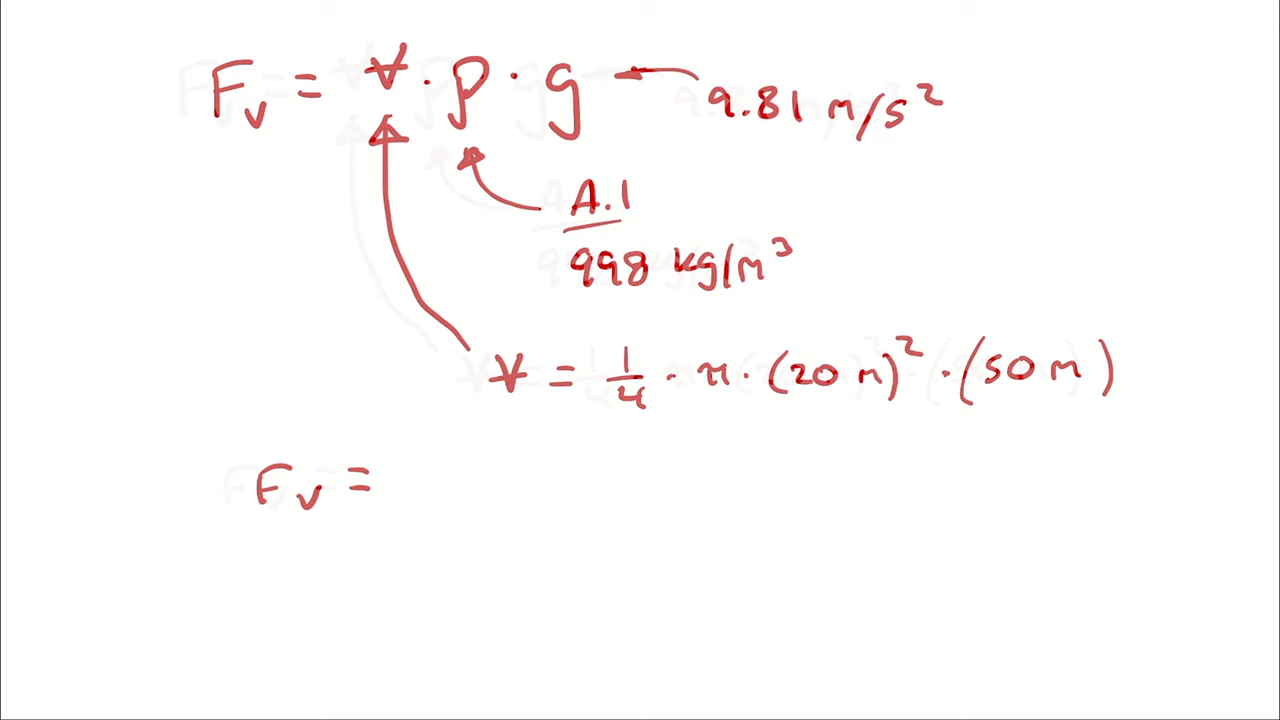 Fv = V · ρ · g
9.81 m/s²
A.1
998 kg/m³
V = 1/4 · π · (20 m)² · (50 m)
Fv =